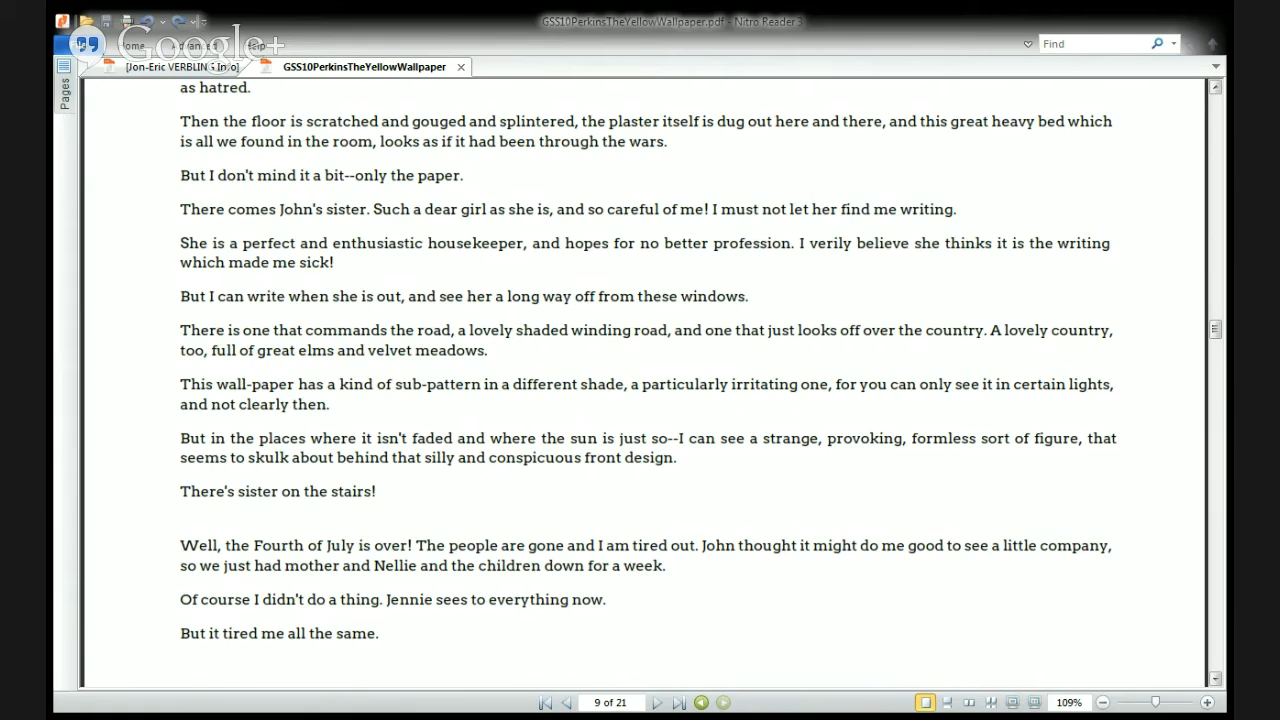 GSS10PerkinsTheYellowWallpaper.pdf - Nitro Reader 3
Google+
Home Advanced Help
Find
[Jon-Eric VERBLING Info] GSS10PerkinsTheYellowWallpaper
Pages
as hatred.
Then the floor is scratched and gouged and splintered, the plaster itself is dug out here and there, and this great heavy bed which
is all we found in the room, looks as if it had been through the wars.
But I don't mind it a bit--only the paper.
There comes John's sister. Such a dear girl as she is, and so careful of me! I must not let her find me writing.
She is a perfect and enthusiastic housekeeper, and hopes for no better profession. I verily believe she thinks it is the writing
which made me sick!
But I can write when she is out, and see her a long way off from these windows.
There is one that commands the road, a lovely shaded winding road, and one that just looks off over the country. A lovely country,
too, full of great elms and velvet meadows.
This wall-paper has a kind of sub-pattern in a different shade, a particularly irritating one, for you can only see it in certain lights,
and not clearly then.
But in the places where it isn't faded and where the sun is just so--I can see a strange, provoking, formless sort of figure, that
seems to skulk about behind that silly and conspicuous front design.
There's sister on the stairs!
Well, the Fourth of July is over! The people are gone and I am tired out. John thought it might do me good to see a little company,
so we just had mother and Nellie and the children down for a week.
Of course I didn't do a thing. Jennie sees to everything now.
But it tired me all the same.
9 of 21
109%